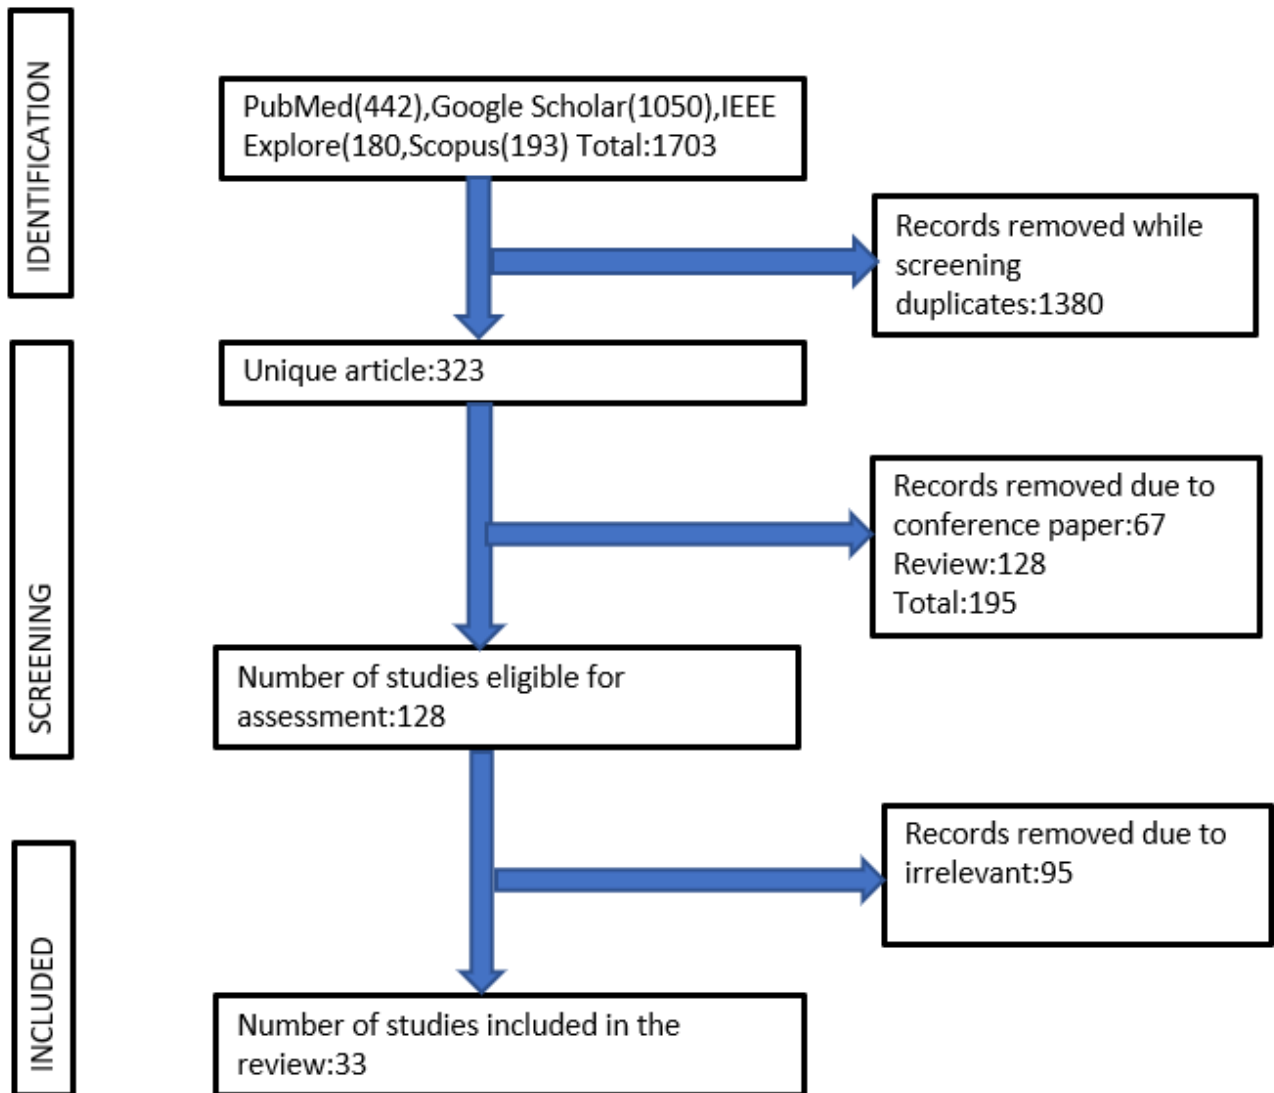 IDENTIFICATION
PubMed(442),Google Scholar(1050),IEEE
Explore(180,Scopus(193) Total:1703
Records removed while
screening
duplicates:1380
SCREENING
Unique article:323
Records removed due to
conference paper:67
Review:128
Total:195
Number of studies eligible for
assessment:128
Records removed due to
irrelevant:95
INCLUDED
Number of studies included in the
review:33